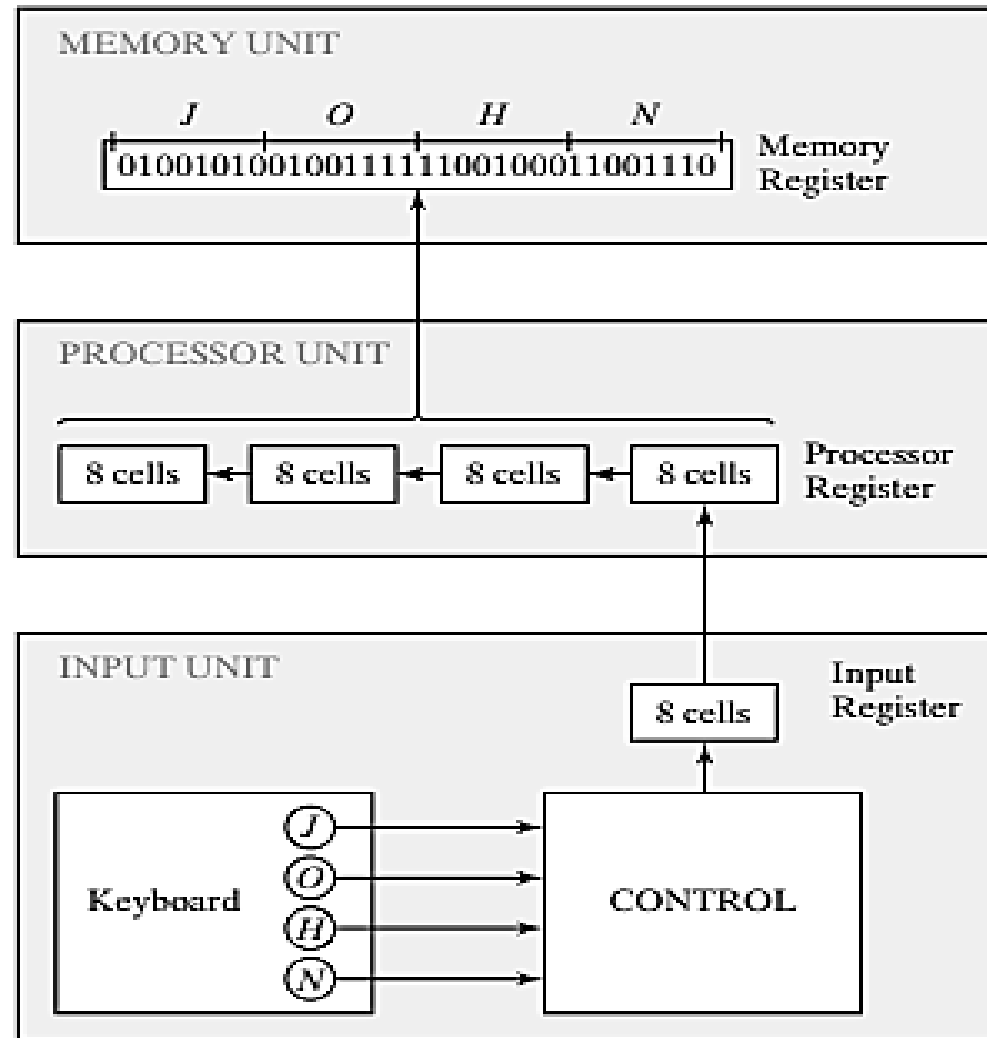 MEMORY UNIT
J O H N
01001010010011111100100011001110
Memory
Register
PROCESSOR UNIT
8 cells 8 cells 8 cells 8 cells
Processor
Register
INPUT UNIT
Input
Register
8 cells
J
O
Keyboard
CONTROL
H
N